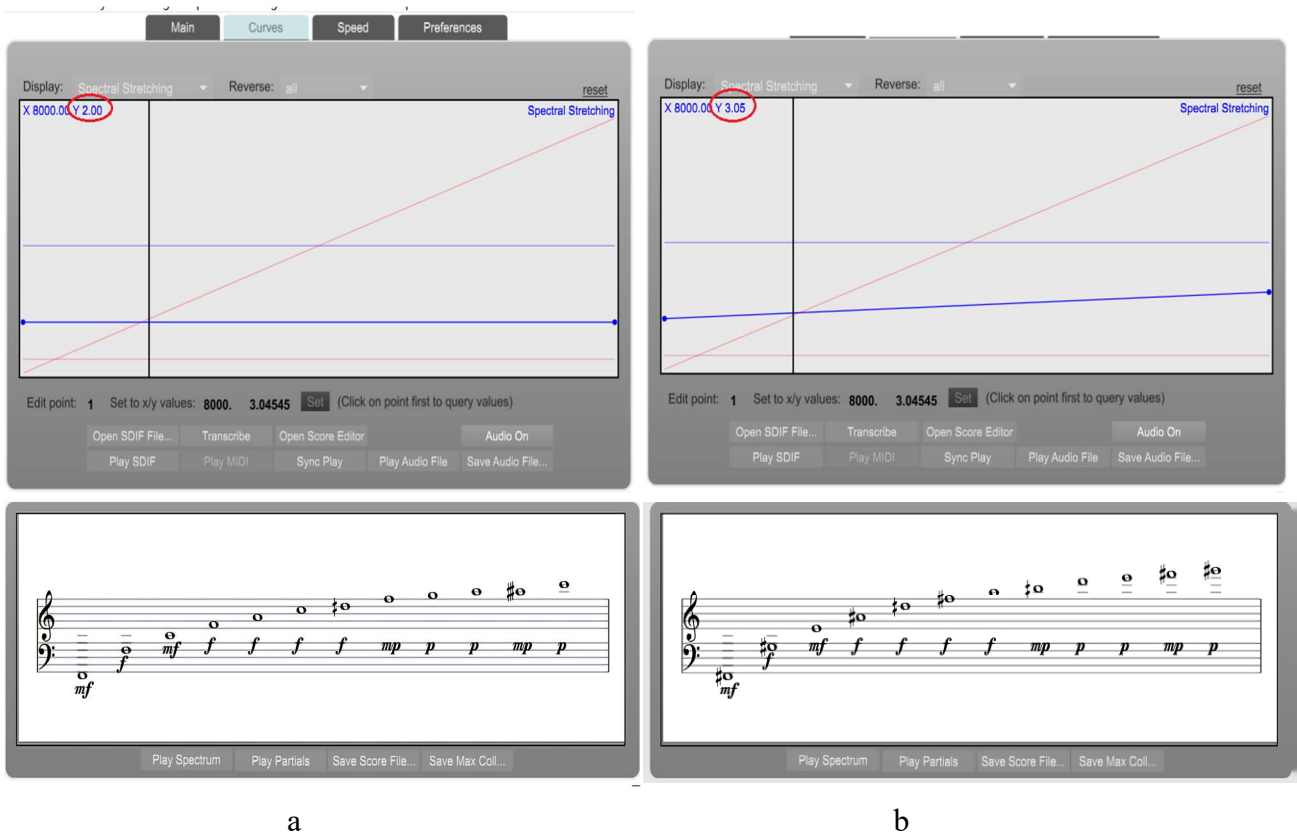 Main Curves Speed Preferences
Display: Spectral Stretching Reverse: all reset
X 8000.00 Y 2.00 Spectral Stretching
Edit point: 1 Set to x/y values: 8000. 3.04545 Set (Click on point first to query values)
Open SDIF File... Transcribe Open Score Editor Audio On
Play SDIF Play MIDI Sync Play Play Audio File Save Audio File...
mf f mf f f f f mp p p mp p
Play Spectrum Play Partials Save Score File... Save Max Coll...
a
Display: Spectral Stretching Reverse: all reset
X 8000.00 Y 3.05 Spectral Stretching
Edit point: 1 Set to x/y values: 8000. 3.04545 Set (Click on point first to query values)
Open SDIF File... Transcribe Open Score Editor Audio On
Play SDIF Play MIDI Sync Play Play Audio File Save Audio File...
mf f mf f f f f mp p p mp p
Play Spectrum Play Partials Save Score File... Save Max Coll...
b